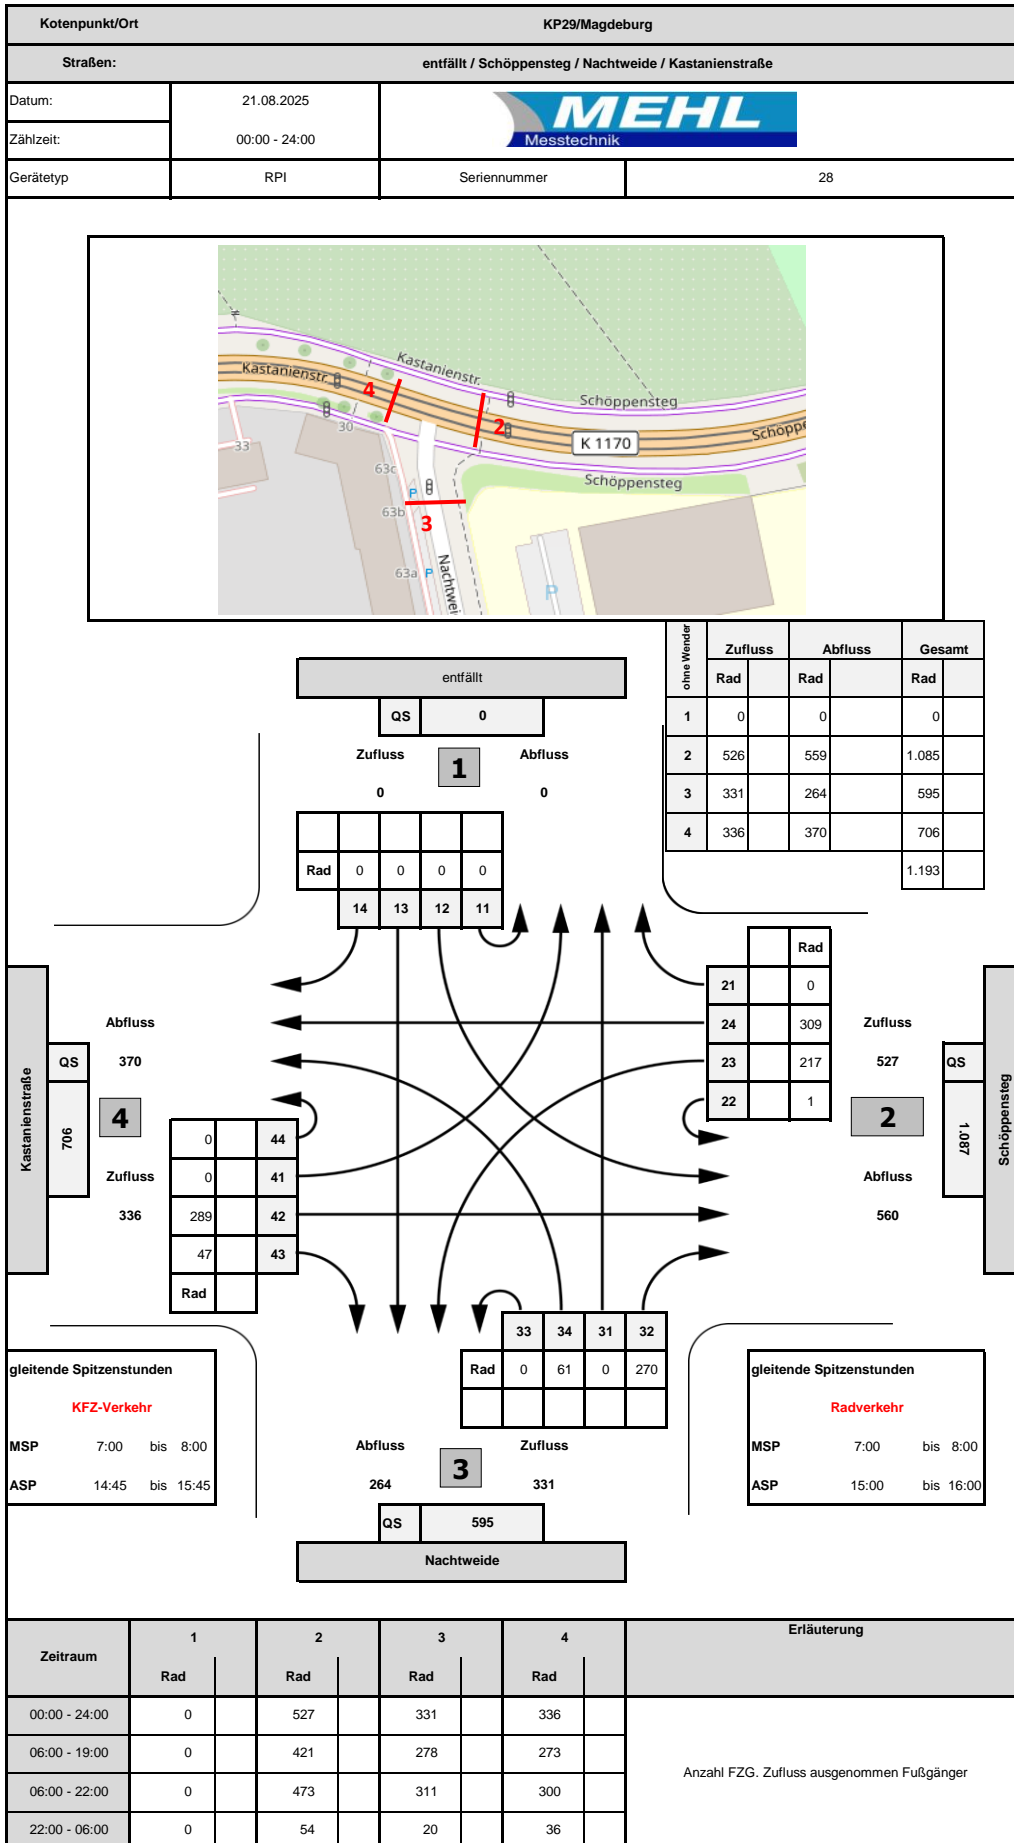 Kotenpunkt/Ort KP29/Magdeburg
Straßen: entfällt / Schöppensteg / Nachtweide / Kastanienstraße
Datum: 21.08.2025
MEHL
Messtechnik
Zählzeit: 00:00 - 24:00
Gerätetyp RPI Seriennummer 28
Kastanienstr.
Kastanienstr.
4
Schöppensteg
2
Schöppe
K 1170
30
33
63c
Schöppensteg
P
63b
3
63a P
Nachtwei
P
ohne Wender Zufluss Abfluss Gesamt
Rad Rad Rad
1 0 0 0
2 526 559 1.085
3 331 264 595
4 336 370 706
1.193
entfällt
QS 0
Zufluss 1 Abfluss
0 0
Rad 0 0 0 0
14 13 12 11
Rad
21 0
24 309
23 217
22 1
Zufluss
527
QS
1.087
2
Abfluss
560
Schöppensteg
Kastanienstraße
Abfluss
QS 370
706
4
Zufluss
336
0 44
0 41
289 42
47 43
Rad
33 34 31 32
Rad 0 61 0 270
gleitende Spitzenstunden
KFZ-Verkehr
MSP 7:00 bis 8:00
ASP 14:45 bis 15:45
Abfluss 3 Zufluss
264 331
QS 595
Nachtweide
gleitende Spitzenstunden
Radverkehr
MSP 7:00 bis 8:00
ASP 15:00 bis 16:00
Zeitraum 1 2 3 4 Erläuterung
Rad Rad Rad Rad
00:00 - 24:00 0 527 331 336
06:00 - 19:00 0 421 278 273
Anzahl FZG. Zufluss ausgenommen Fußgänger
06:00 - 22:00 0 473 311 300
22:00 - 06:00 0 54 20 36